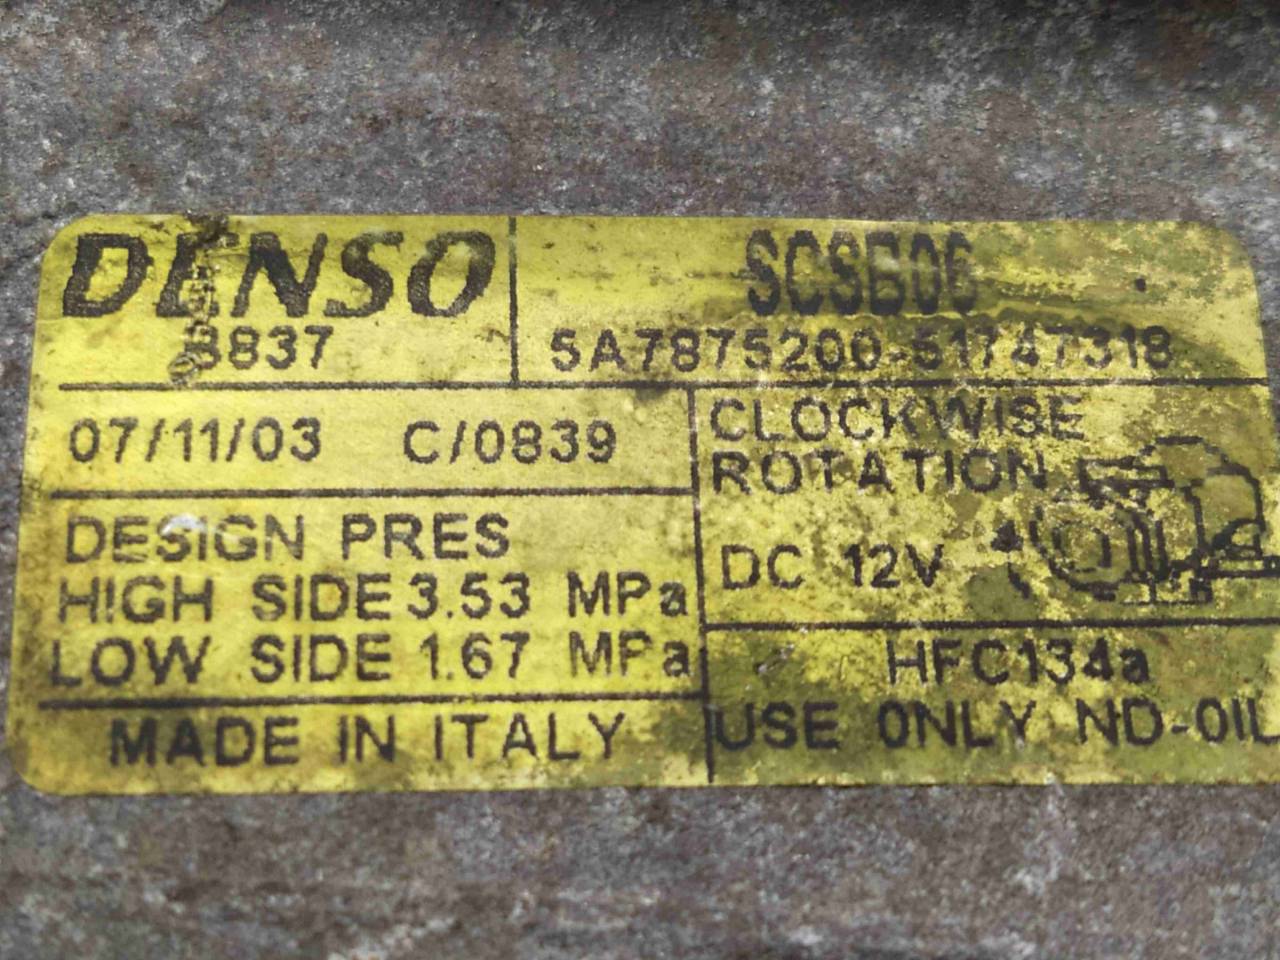 DENSO
SCSB06
8837
5A7875200-51747318
07/11/03 C/0839
CLOCKWISE
ROTATION
DC 12V
DESIGN PRES
HIGH SIDE 3.53 MPa
LOW SIDE 1.67 MPa
HFC134a
USE ONLY ND-OIL
MADE IN ITALY